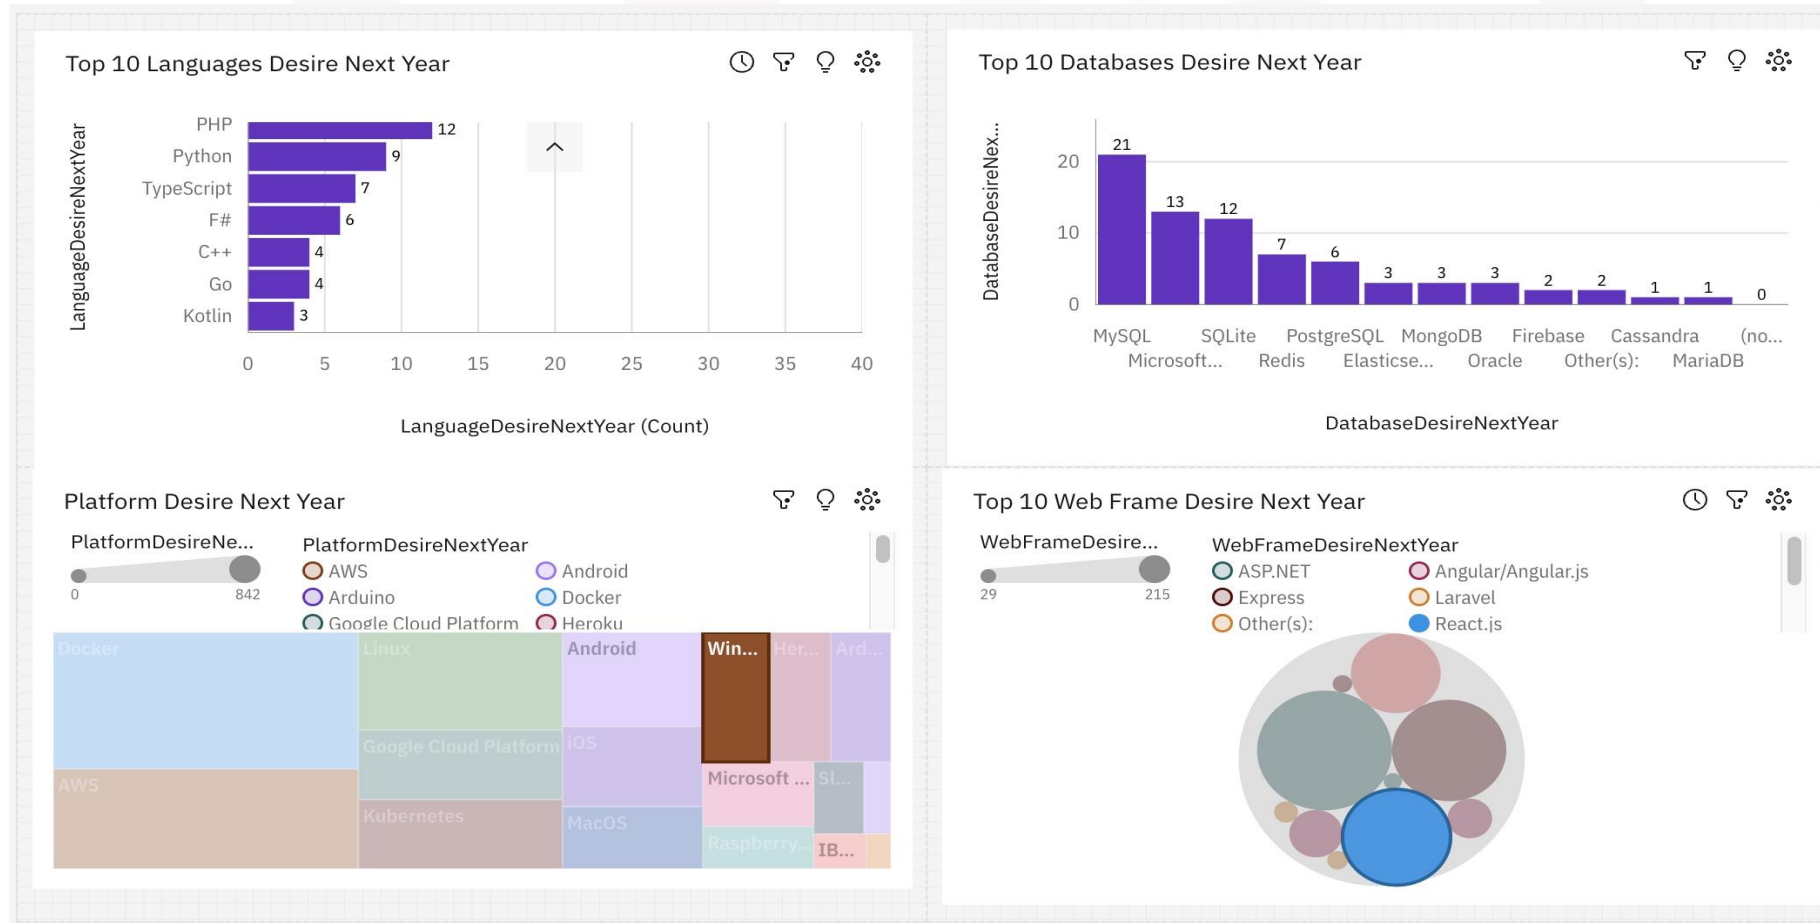 Top 10 Languages Desire Next Year
LanguageDesireNextYear
PHP 12
Python 9
TypeScript 7
F# 6
C++ 4
Go 4
Kotlin 3
0 5 10 15 20 25 30 35 40
LanguageDesireNextYear (Count)
Top 10 Databases Desire Next Year
DatabaseDesireNex...
20
10
0
21 13 12 7 6 3 3 3 2 2 1 1 0
MySQL SQLite PostgreSQL MongoDB Firebase Cassandra (no...
Microsoft... Redis Elasticse... Oracle Other(s): MariaDB
DatabaseDesireNextYear
Platform Desire Next Year
PlatformDesireNe...
0 842
PlatformDesireNextYear
AWS Android
Arduino Docker
Google Cloud Platform Heroku
Docker Linux Android Win... Her... Ard...
Google Cloud Platform iOS
AWS Microsoft ... Sl...
Kubernetes MacOS
Raspberry... IB...
Top 10 Web Frame Desire Next Year
WebFrameDesire...
29 215
WebFrameDesireNextYear
ASP.NET Angular/Angular.js
Express Laravel
Other(s): React.js